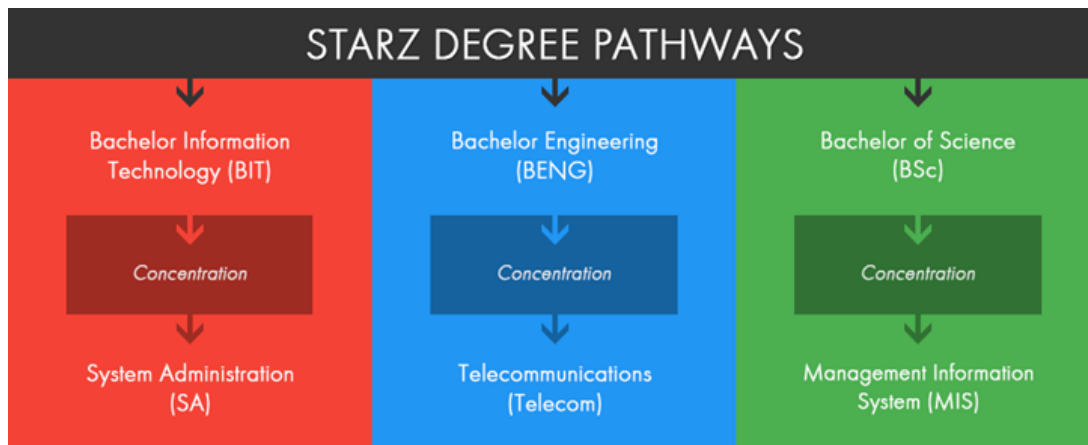 STARZ DEGREE PATHWAYS
Bachelor Information
Technology (BIT)
Concentration
System Administration
(SA)
Bachelor Engineering
(BENG)
Concentration
Telecommunications
(Telecom)
Bachelor of Science
(BSc)
Concentration
Management Information
System (MIS)